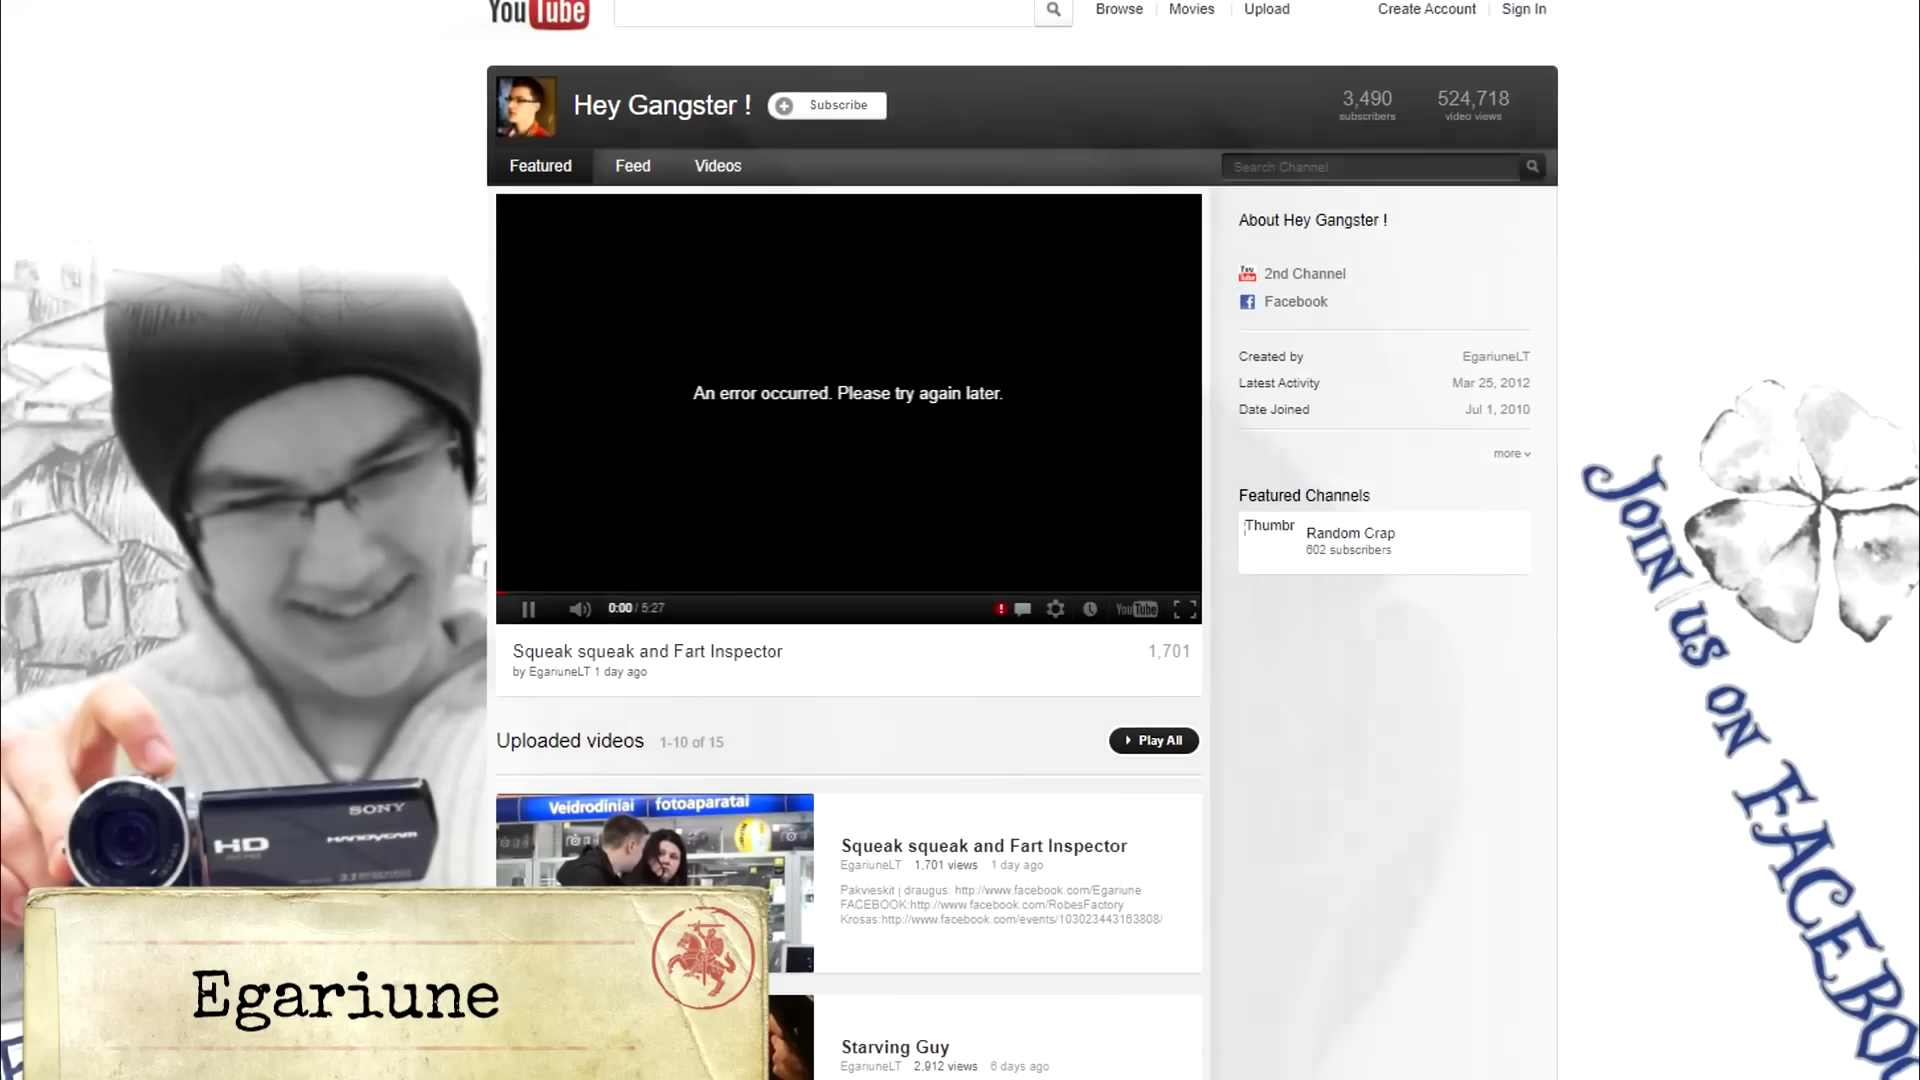 YouTube
Browse Movies Upload Create Account Sign In
Hey Gangster !
Subscribe
3,490
subscribers
524,718
video views
Featured Feed Videos
Search Channel
An error occurred. Please try again later.
0:00 / 5:27
YouTube
Squeak squeak and Fart Inspector
1,701
by EgariuneLT 1 day ago
Uploaded videos 1-10 of 15
Play All
Veidrodiniai fotoaparatai
Squeak squeak and Fart Inspector
EgariuneLT 1,701 views 1 day ago
Pakvieskit į draugus: http://www.facebook.com/Egariune
FACEBOOK:http://www.facebook.com/RobesFactory
Krosas:http://www.facebook.com/events/103023443163808/
Starving Guy
EgariuneLT 2,912 views 6 days ago
About Hey Gangster !
2nd Channel
Facebook
Created by EgariuneLT
Latest Activity Mar 25, 2012
Date Joined Jul 1, 2010
more
Featured Channels
Thumbr
Random Crap
602 subscribers
JOIN US ON FACEBOO
SONY
HD
HANDYCAM
Egariune